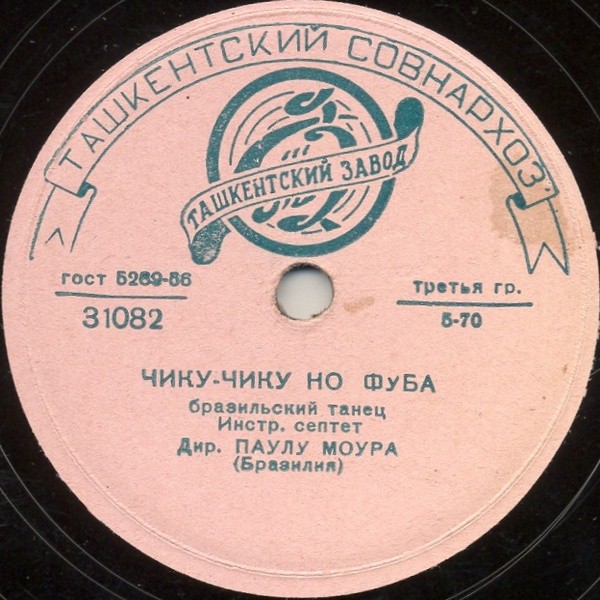 ТАШКЕНТСКИЙ СОВНАРХОЗ
ТАШКЕНТСКИЙ ЗАВОД
гост 5289-56
31082
третья гр.
5-70
ЧИКУ-ЧИКУ НО ФУБА
бразильский танец
Инстр. септет
Дир. ПАУЛУ МОУРА
(Бразилия)